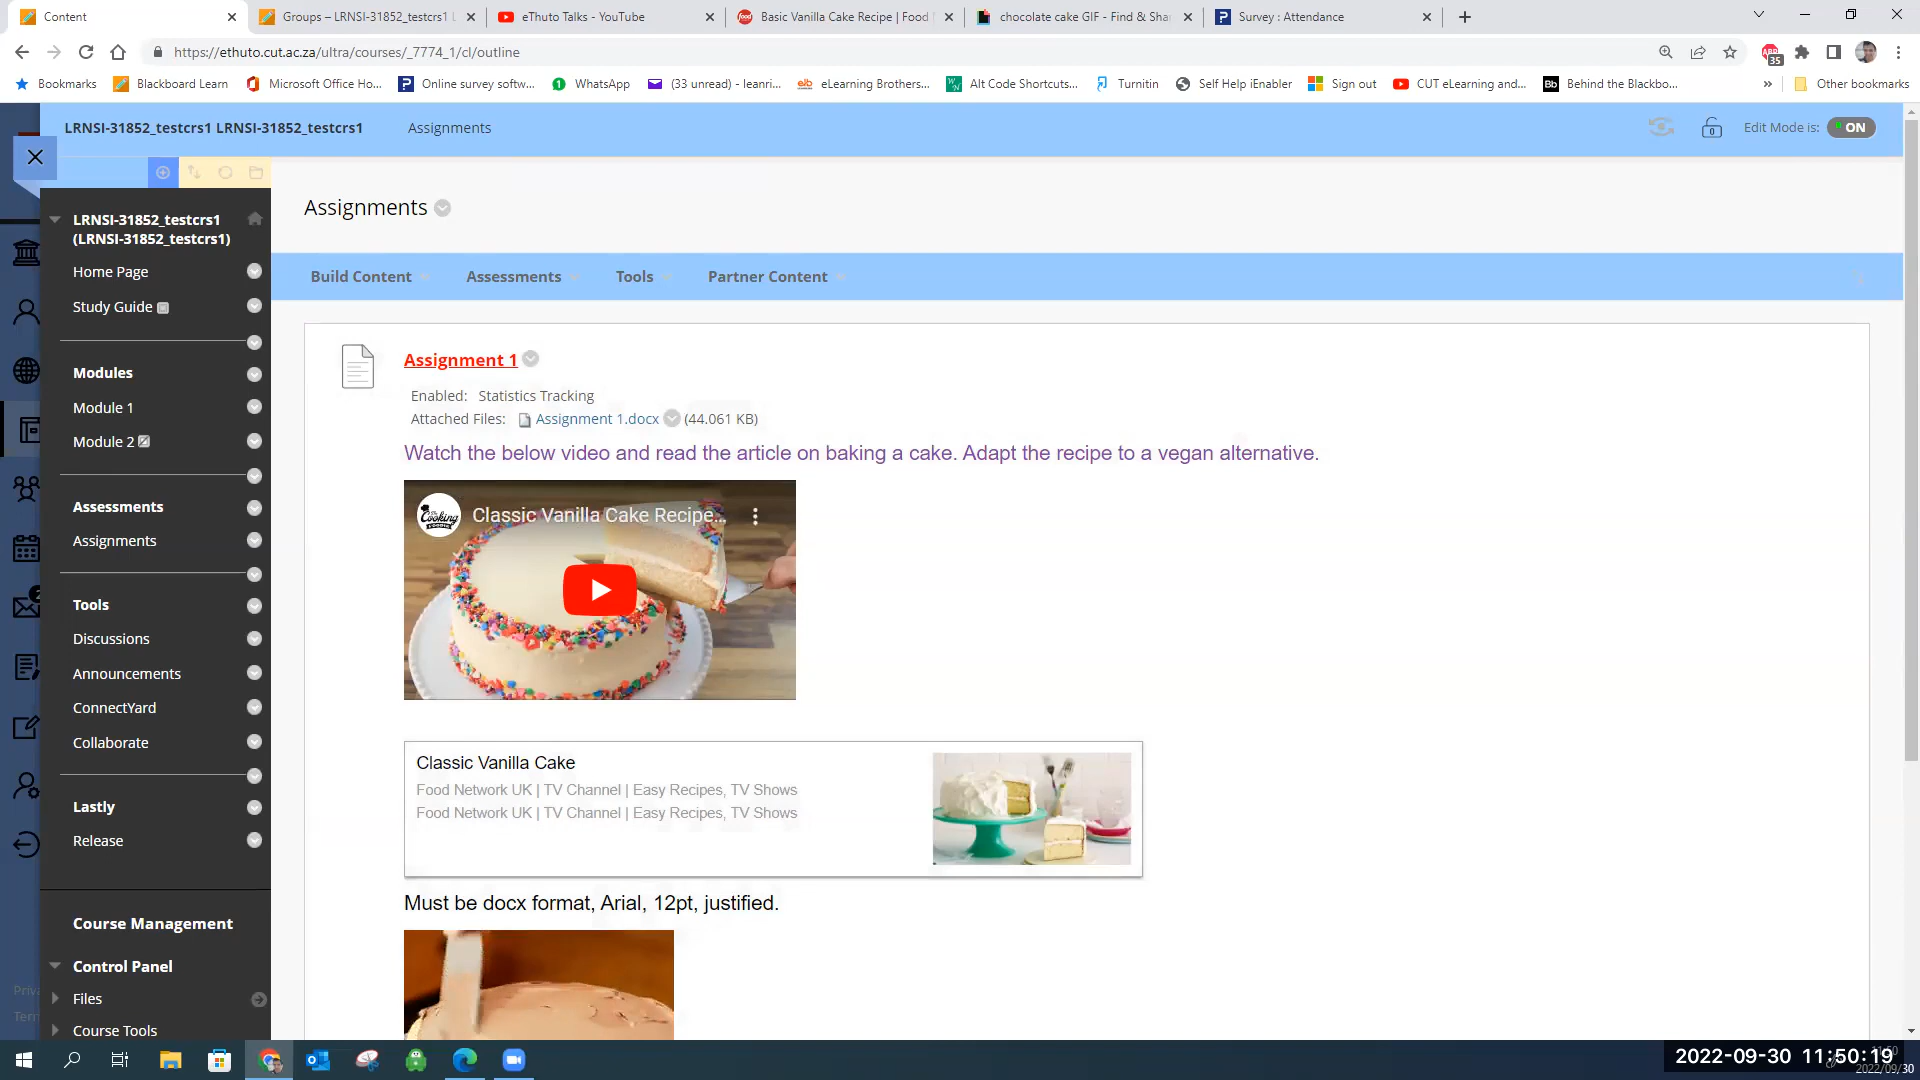 Content
Groups – LRNSI-31852_testcrs1
eThuto Talks - YouTube
Basic Vanilla Cake Recipe | Food
chocolate cake GIF - Find & Sha
Survey : Attendance
https://ethuto.cut.ac.za/ultra/courses/_7774_1/cl/outline
35
Bookmarks
Blackboard Learn
Microsoft Office Ho...
Online survey softw...
WhatsApp
(33 unread) - leanri...
eLearning Brothers...
Alt Code Shortcuts...
Turnitin
Self Help iEnabler
Sign out
CUT eLearning and...
Behind the Blackbo...
Other bookmarks
LRNSI-31852_testcrs1 LRNSI-31852_testcrs1
Assignments
Edit Mode is:
ON
LRNSI-31852_testcrs1
(LRNSI-31852_testcrs1)
Home Page
Study Guide
Modules
Module 1
Module 2
Assessments
Assignments
Tools
Discussions
Announcements
ConnectYard
Collaborate
Lastly
Release
Course Management
Control Panel
Files
Course Tools
Assignments
Build Content
Assessments
Tools
Partner Content
Assignment 1
Enabled: Statistics Tracking
Attached Files: Assignment 1.docx (44.061 KB)
Watch the below video and read the article on baking a cake. Adapt the recipe to a vegan alternative.
The Cooking Foodie
Classic Vanilla Cake Recipe...
Classic Vanilla Cake
Food Network UK | TV Channel | Easy Recipes, TV Shows
Food Network UK | TV Channel | Easy Recipes, TV Shows
Must be docx format, Arial, 12pt, justified.
2022-09-30 11:50:19
2022/09/30